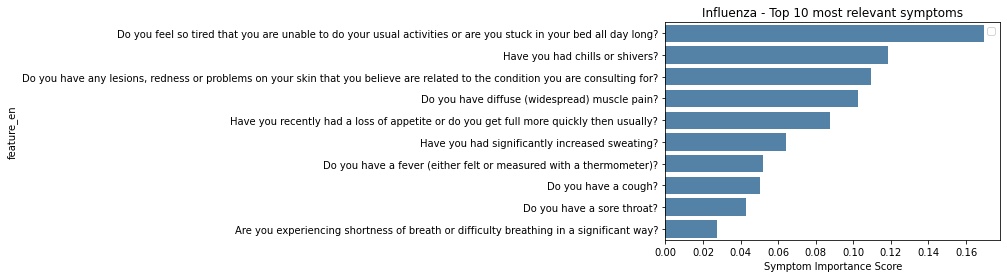 Influenza - Top 10 most relevant symptoms
Do you feel so tired that you are unable to do your usual activities or are you stuck in your bed all day long?
Have you had chills or shivers?
Do you have any lesions, redness or problems on your skin that you believe are related to the condition you are consulting for?
Do you have diffuse (widespread) muscle pain?
Have you recently had a loss of appetite or do you get full more quickly then usually?
Have you had significantly increased sweating?
Do you have a fever (either felt or measured with a thermometer)?
Do you have a cough?
Do you have a sore throat?
Are you experiencing shortness of breath or difficulty breathing in a significant way?
feature_en
0.00 0.02 0.04 0.06 0.08 0.10 0.12 0.14 0.16
Symptom Importance Score